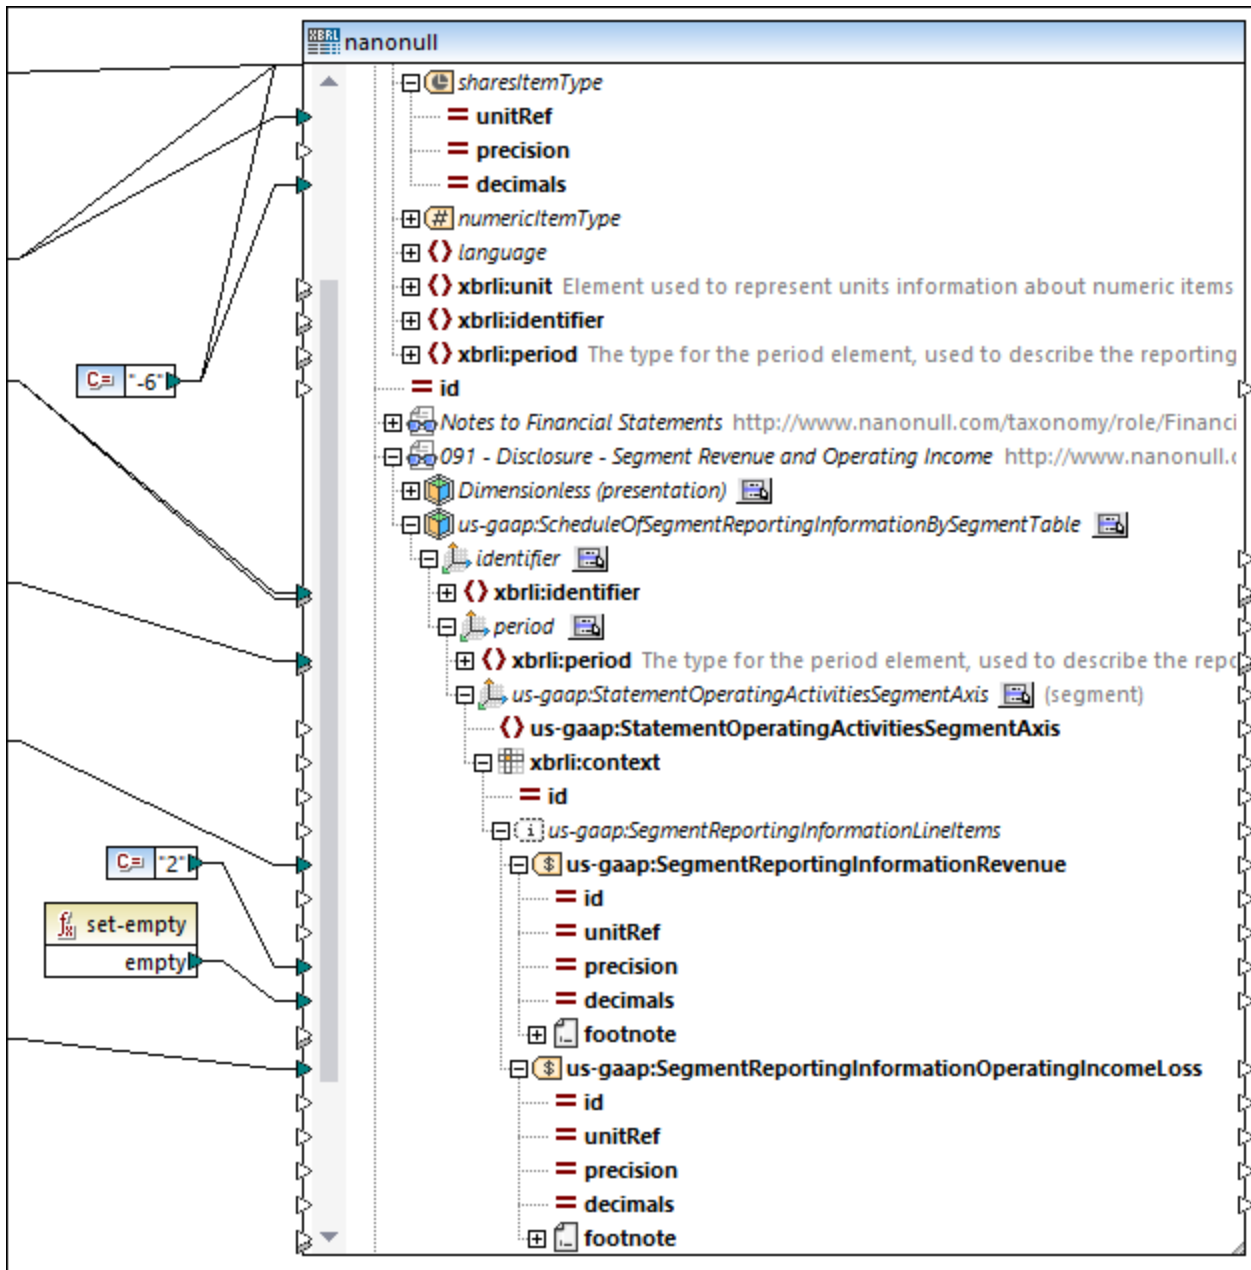 XBRL nanonull
sharesItemType
unitRef
precision
decimals
# numericItemType
language
xbrli:unit Element used to represent units information about numeric items
xbrli:identifier
xbrli:period The type for the period element, used to describe the reporting
C= "-6"
id
Notes to Financial Statements http://www.nanonull.com/taxonomy/role/Financi
091 - Disclosure - Segment Revenue and Operating Income http://www.nanonull.c
Dimensionless (presentation)
us-gaap:ScheduleOfSegmentReportingInformationBySegmentTable
identifier
xbrli:identifier
period
xbrli:period The type for the period element, used to describe the repo
us-gaap:StatementOperatingActivitiesSegmentAxis (segment)
us-gaap:StatementOperatingActivitiesSegmentAxis
xbrli:context
id
i us-gaap:SegmentReportingInformationLineItems
C= "2"
$ us-gaap:SegmentReportingInformationRevenue
id
fx set-empty
unitRef
empty
precision
decimals
footnote
$ us-gaap:SegmentReportingInformationOperatingIncomeLoss
id
unitRef
precision
decimals
footnote